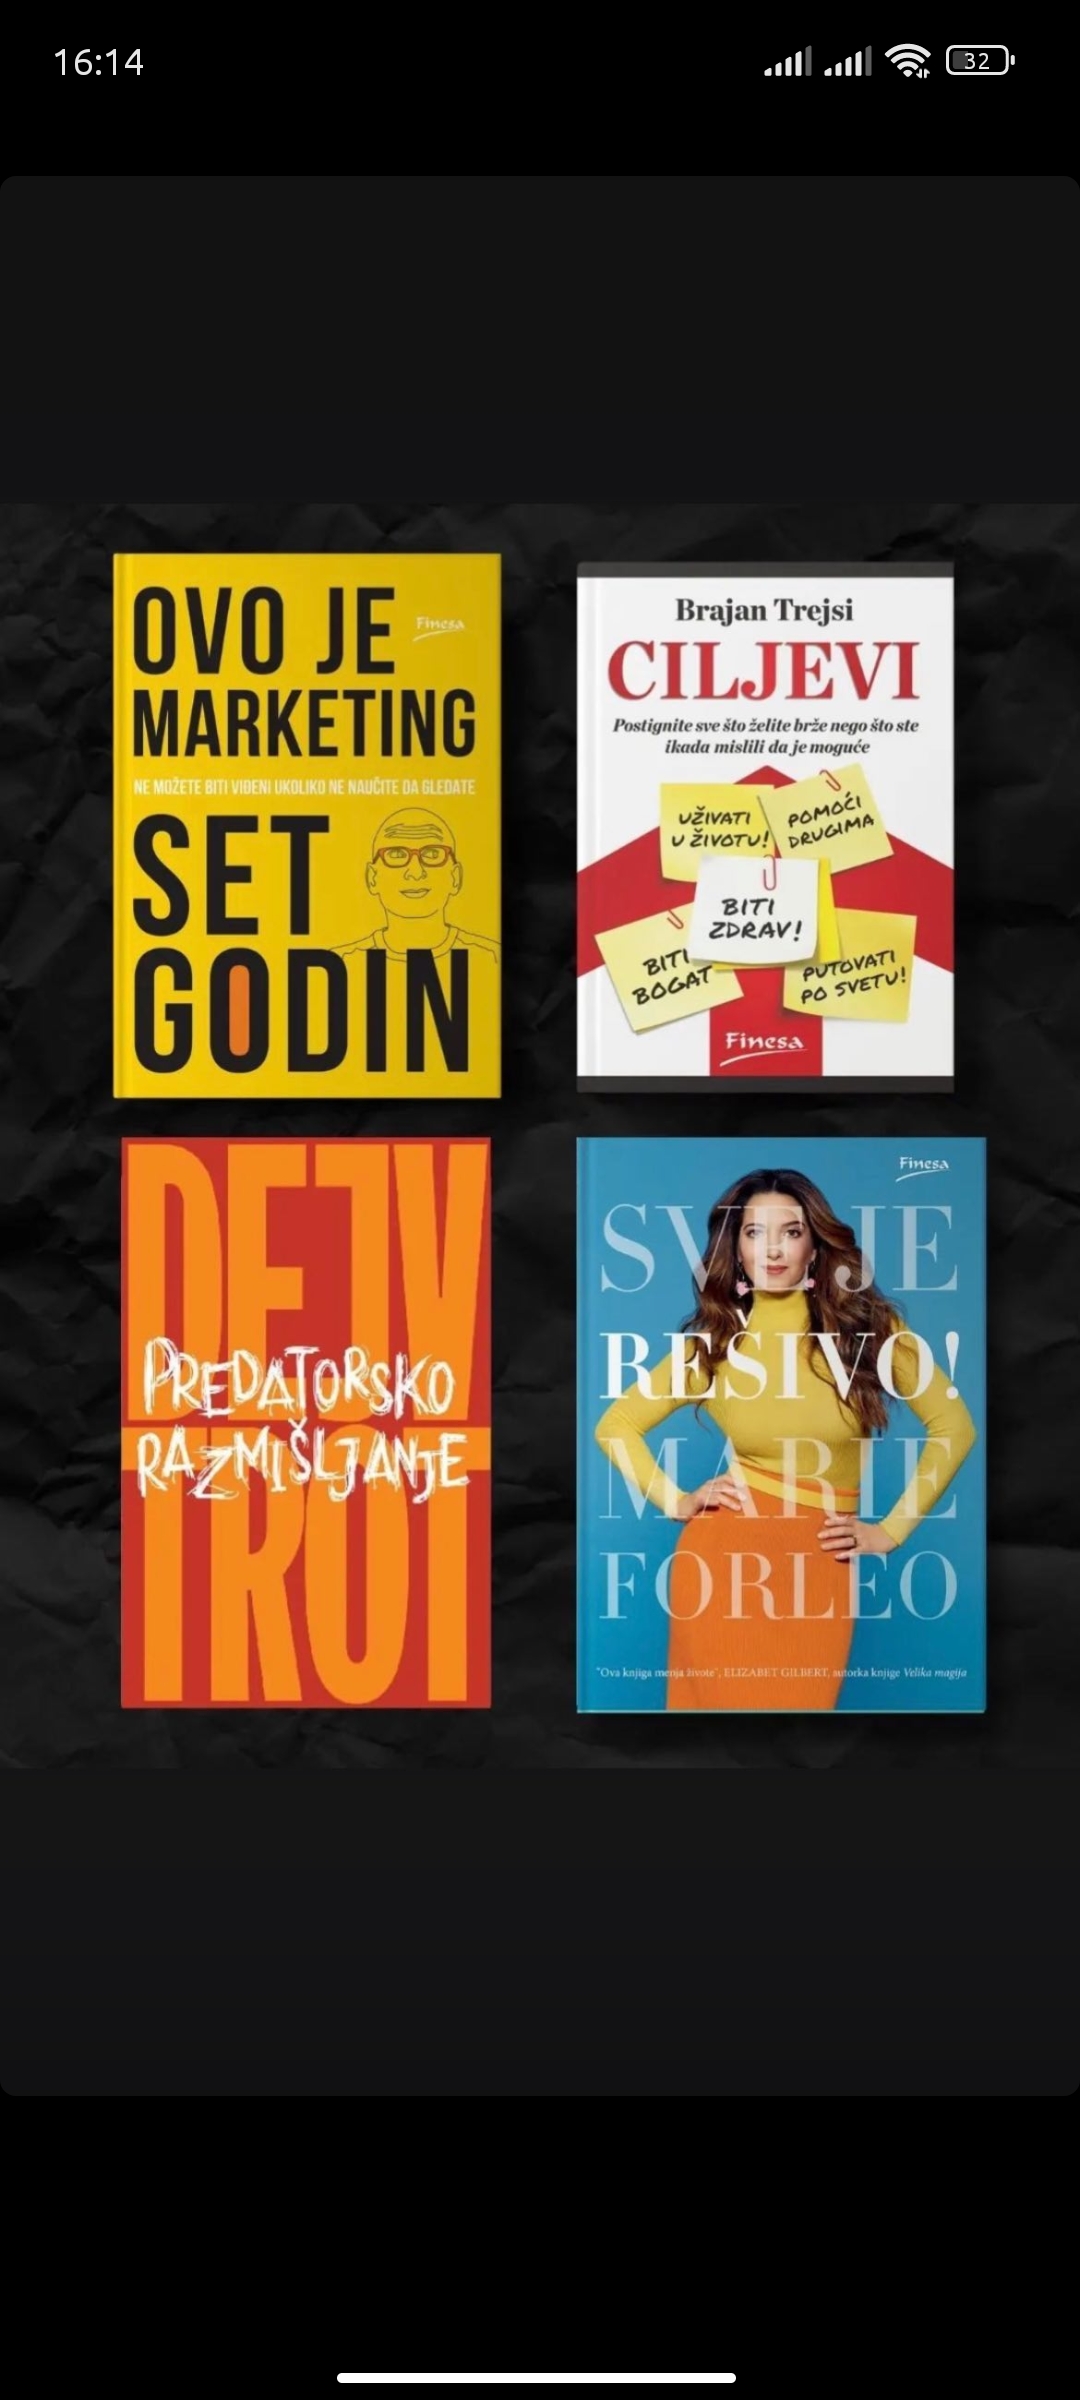 16:14
32
OVO JE
Finesa
MARKETING
NE MOŽETE BITI VIĐENI UKOLIKO NE NAUČITE DA GLEDATE
SET
GODIN
Brajan Trejsi
CILJEVI
Postignite sve što želite brže nego što ste
ikada mislili da je moguće
UŽIVATI
U ŽIVOTU!
POMOĆI
DRUGIMA
BITI
ZDRAV!
BITI
BOGAT
PUTOVATI
PO SVETU!
Finesa
DEJV
PREDATORSKO
RAZMIŠLJANJE
TROT
Finesa
SVE JE
REŠIVO!
MARIE
FORLEO
"Ova knjiga menja živote", ELIZABET GILBERT, autorka knjige Velika magija